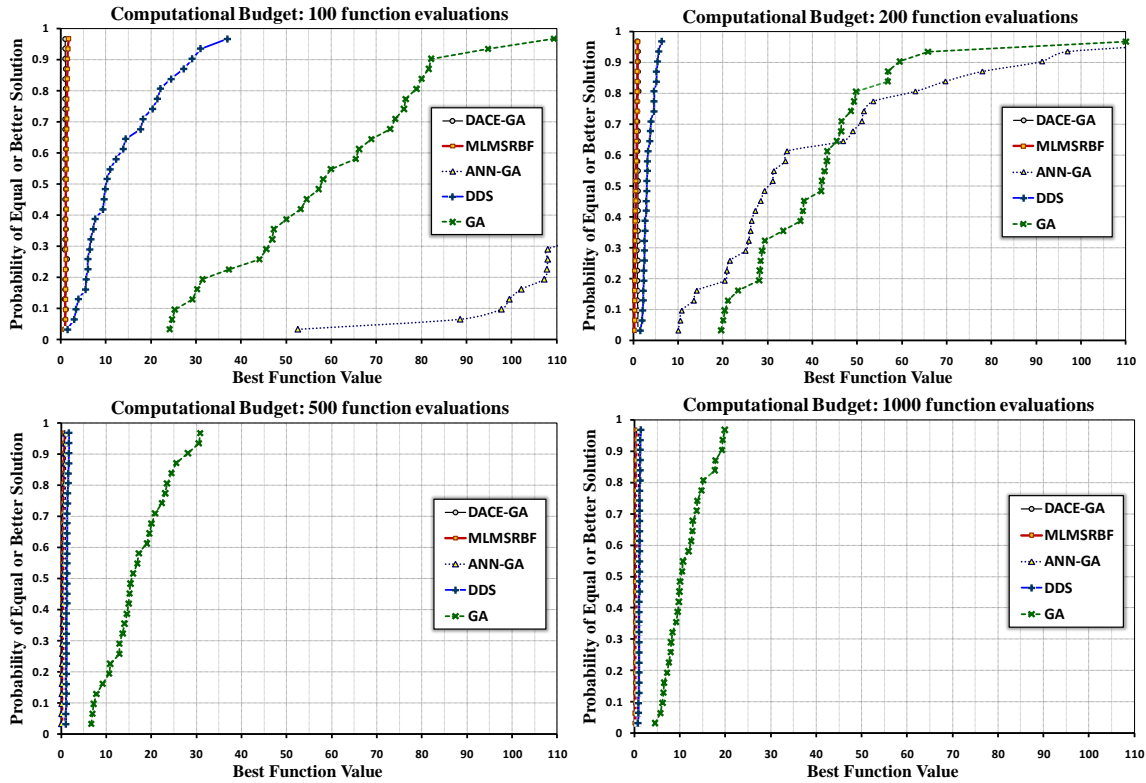 Computational Budget: 100 function evaluations
Probability of Equal or Better Solution
1
0.9
0.8
0.7
0.6
0.5
0.4
0.3
0.2
0.1
0
DACE-GA
MLMSRBF
ANN-GA
DDS
GA
0 10 20 30 40 50 60 70 80 90 100 110
Best Function Value
Computational Budget: 200 function evaluations
Probability of Equal or Better Solution
1
0.9
0.8
0.7
0.6
0.5
0.4
0.3
0.2
0.1
0
DACE-GA
MLMSRBF
ANN-GA
DDS
GA
0 10 20 30 40 50 60 70 80 90 100 110
Best Function Value
Computational Budget: 500 function evaluations
Probability of Equal or Better Solution
1
0.9
0.8
0.7
0.6
0.5
0.4
0.3
0.2
0.1
0
DACE-GA
MLMSRBF
ANN-GA
DDS
GA
0 10 20 30 40 50 60 70 80 90 100 110
Best Function Value
Computational Budget: 1000 function evaluations
Probability of Equal or Better Solution
1
0.9
0.8
0.7
0.6
0.5
0.4
0.3
0.2
0.1
0
DACE-GA
MLMSRBF
ANN-GA
DDS
GA
0 10 20 30 40 50 60 70 80 90 100 110
Best Function Value